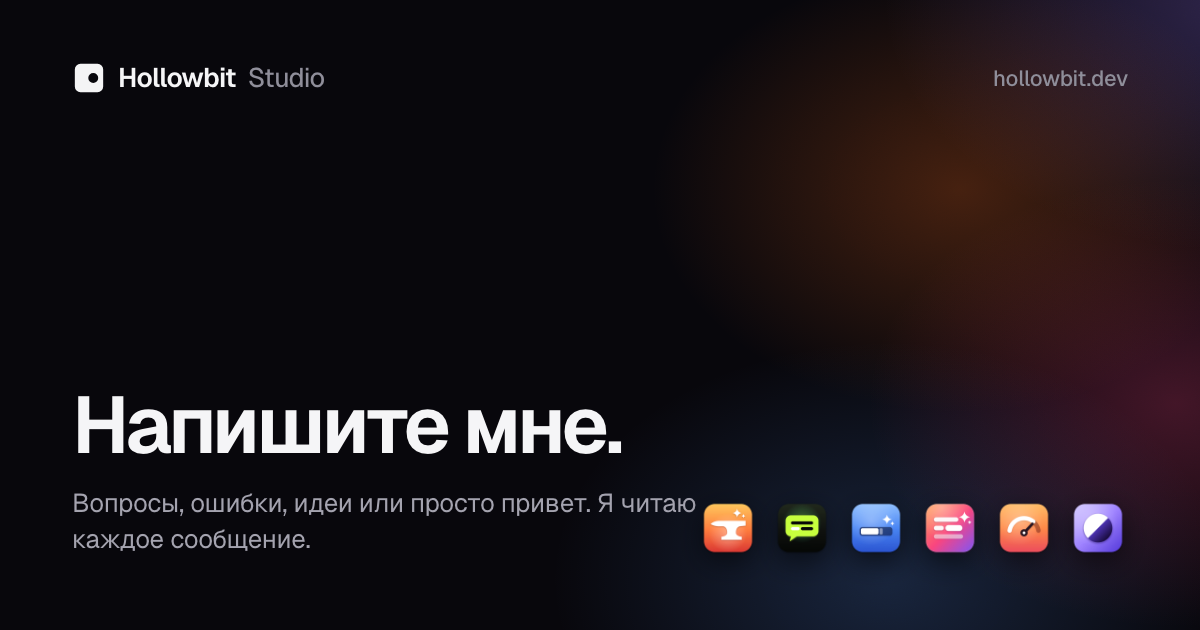 Hollowbit Studio
hollowbit.dev
Напишите мне.
Вопросы, ошибки, идеи или просто привет. Я читаю
каждое сообщение.